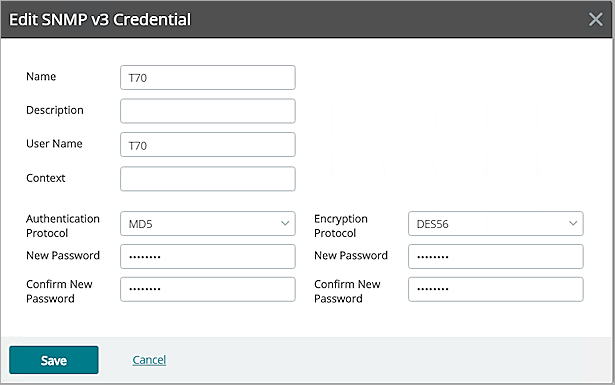 Edit SNMP v3 Credential
Name
T70
Description
User Name
T70
Context
Authentication
Protocol
MD5
Encryption
Protocol
DES56
New Password
••••••••
New Password
••••••••
Confirm New
Password
••••••••
Confirm New
Password
••••••••
Save
Cancel